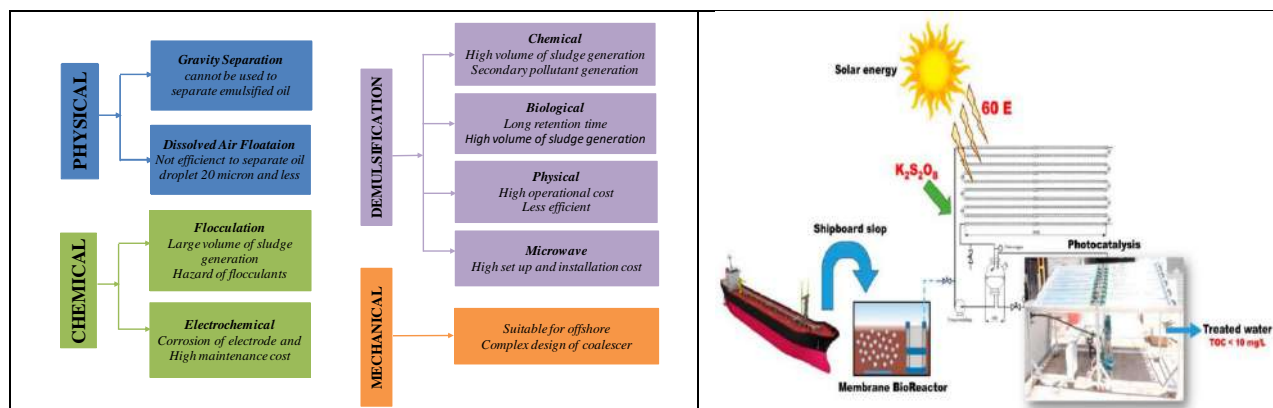 PHYSICAL
Gravity Separation
cannot be used to
separate emulsified oil
Dissolved Air Floataion
Not efficienct to separate oil
droplet 20 micron and less
CHEMICAL
Flocculation
Large volume of sludge
generation
Hazard of flocculants
Electrochemical
Corrosion of electrode and
High maintenance cost
DEMULSIFICATION
Chemical
High volume of sludge generation
Secondary pollutant generation
Biological
Long retention time
High volume of sludge generation
Physical
High operational cost
Less efficient
Microwave
High set up and installation cost
MECHANICAL
Suitable for offshore
Complex design of coalescer
Solar energy
60 E
K₂S₂O₈
Shipboard slop
Photocatalysis
Membrane BioReactor
Treated water
TOC < 10 mg/L